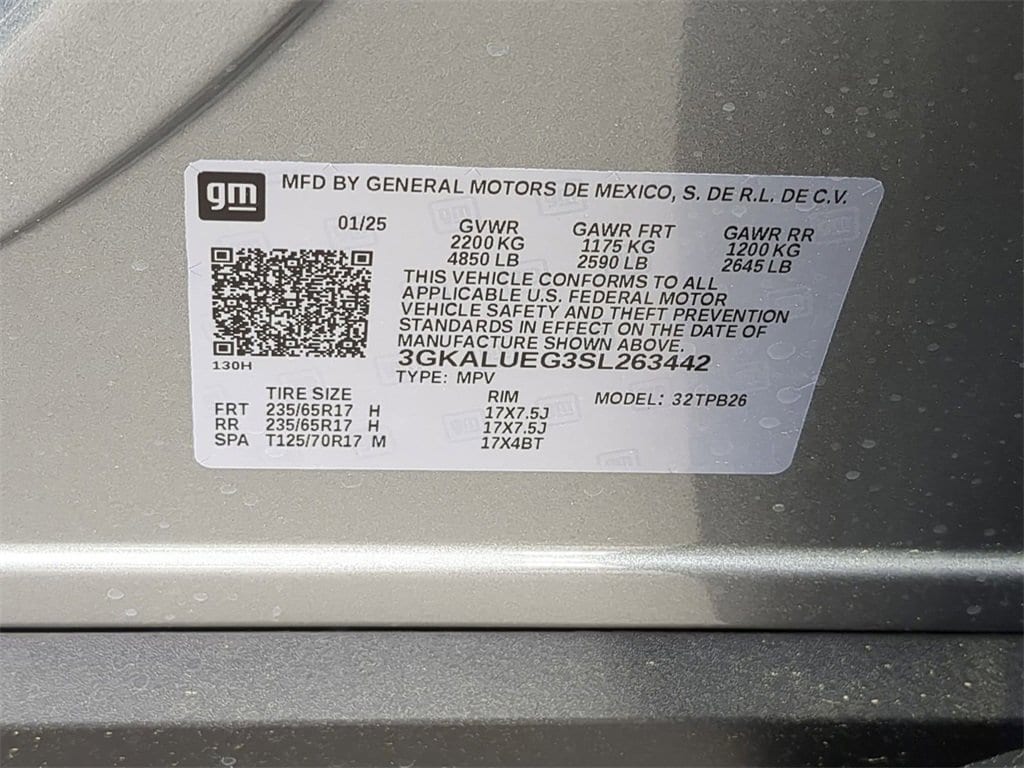 gm MFD BY GENERAL MOTORS DE MEXICO, S. DE R.L. DE C.V.
01/25 GVWR GAWR FRT GAWR RR
2200 KG 1175 KG 1200 KG
4850 LB 2590 LB 2645 LB
THIS VEHICLE CONFORMS TO ALL
APPLICABLE U.S. FEDERAL MOTOR
VEHICLE SAFETY AND THEFT PREVENTION
STANDARDS IN EFFECT ON THE DATE OF
MANUFACTURE SHOWN ABOVE.
130H
3GKALUEG3SL263442
TYPE: MPV
TIRE SIZE RIM MODEL: 32TPB26
FRT 235/65R17 H 17X7.5J
RR 235/65R17 H 17X7.5J
SPA T125/70R17 M 17X4BT